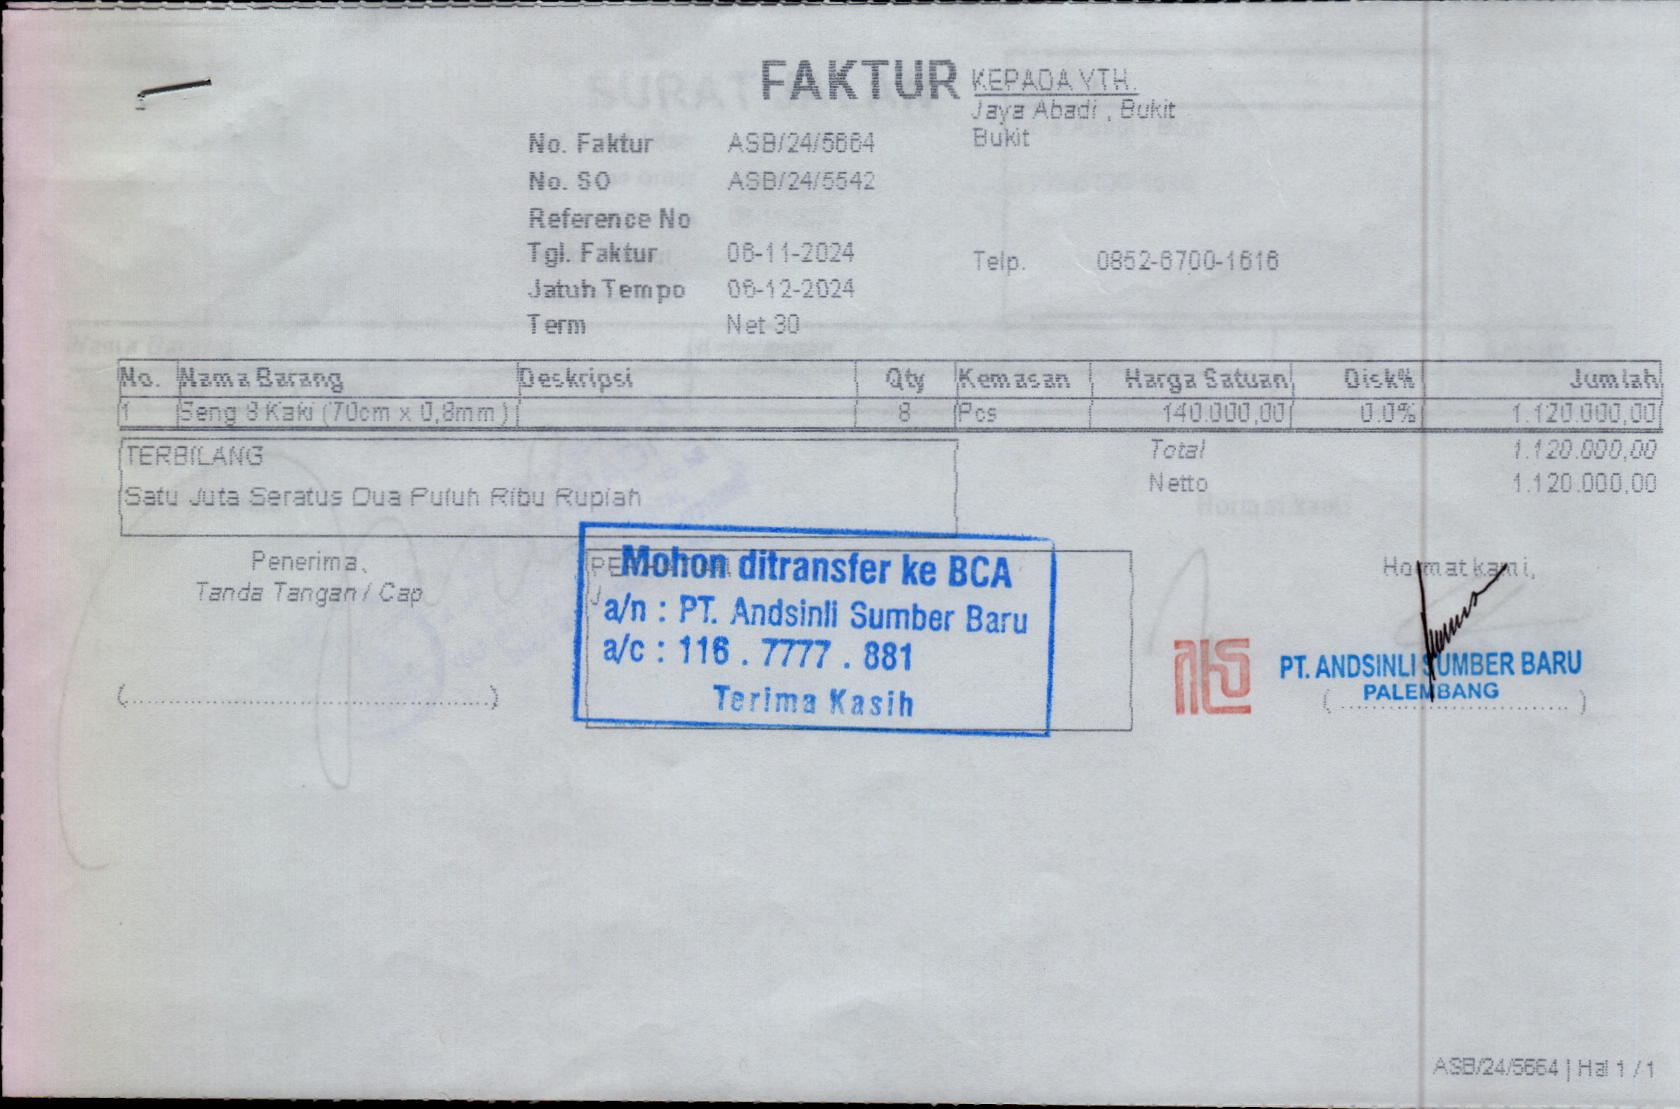 FAKTUR
KEPADA YTH.
Jaya Abadi , Bukit
Bukit
No. Faktur ASB/24/5664
No. SO ASB/24/5542
Reference No
Tgl. Faktur 06-11-2024
Telp. 0852-6700-1616
Jatuh Tempo 06-12-2024
Term Net 30
No. Nama Barang Deskripsi Qty Kemasan Harga Satuan Disk% Jumlah
1 Seng 8 Kaki (70cm x 0,8mm) 8 Pcs 140.000,00 0.0% 1.120.000,00
TERBILANG
Satu Juta Seratus Dua Puluh Ribu Rupiah
Total 1.120.000,00
Netto 1.120.000,00
Penerima,
Tanda Tangan / Cap
(.........................................)
Mohon ditransfer ke BCA
a/n : PT. Andsinli Sumber Baru
a/c : 116 . 7777 . 881
Terima Kasih
Hormat kami,
PT. ANDSINLI SUMBER BARU
PALEMBANG
( ............................ )
ASB/24/5664 | Hal 1 / 1